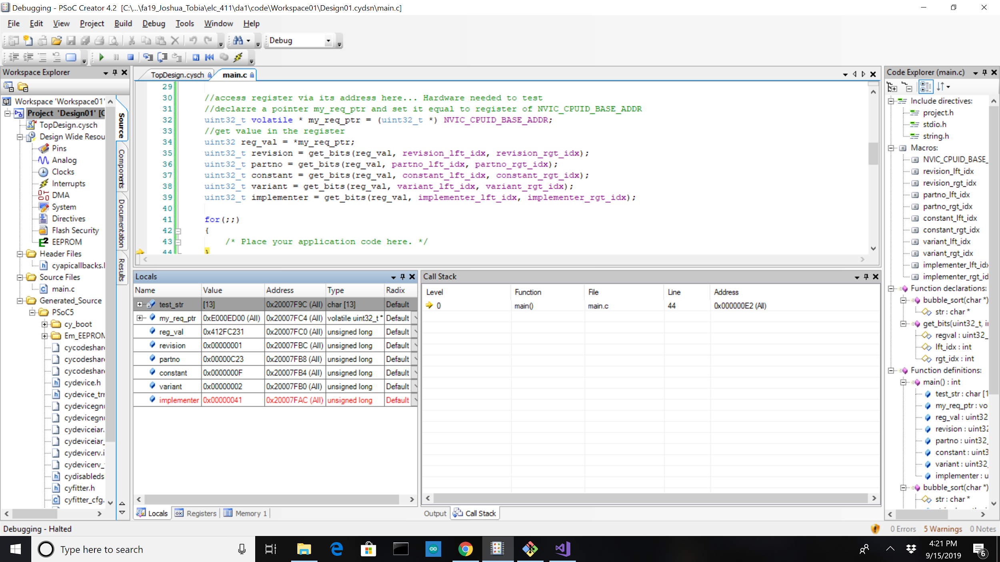 Debugging - PSoC Creator 4.2  [C:\...\fa19_Joshua_Tobia\elc_411\da1\code\Workspace01\Design01.cydsn\main.c]
File Edit View Project Build Debug Tools Window Help
Debug
Workspace Explorer
Workspace 'Workspace01'
Project 'Design01' [C
TopDesign.cysch
Design Wide Resou
Pins
Analog
Clocks
Interrupts
DMA
System
Directives
Flash Security
EEPROM
Header Files
cyapicallbacks.l
Source Files
main.c
Generated_Source
PSoC5
cy_boot
Em_EEPROM
cycodeshar
cycodeshar
cycodeshar
cydevice.h
cydevice_trr
cydevicegn
cydevicegn
cydeviceiar.
cydeviceiar_
cydevicerv.i
cydevicerv_
cydisableds
cyfitter.h
cyfitter_cfg.
Source
Components
Documentation
Results
TopDesign.cysch main.c
29
30 //access register via its address here... Hardware needed to test
31 //declarre a pointer my_req_ptr and set it equal to register of NVIC_CPUID_BASE_ADDR
32 uint32_t volatile * my_req_ptr = (uint32_t *) NVIC_CPUID_BASE_ADDR;
33 //get value in the register
34 uint32 reg_val = *my_req_ptr;
35 uint32_t revision = get_bits(reg_val, revision_lft_idx, revision_rgt_idx);
36 uint32_t partno = get_bits(reg_val, partno_lft_idx, partno_rgt_idx);
37 uint32_t constant = get_bits(reg_val, constant_lft_idx, constant_rgt_idx);
38 uint32_t variant = get_bits(reg_val, variant_lft_idx, variant_rgt_idx);
39 uint32_t implementer = get_bits(reg_val, implementer_lft_idx, implementer_rgt_idx);
40
41 for(;;)
42 {
43 /* Place your application code here. */
44 }
Locals
Name Value Address Type Radix
test_str [13] 0x20007F9C (All) char [13] Default
my_req_ptr 0xE000ED00 (All) 0x20007FC4 (All) volatile uint32_t * Default
reg_val 0x412FC231 0x20007FC0 (All) unsigned long Default
revision 0x00000001 0x20007FBC (All) unsigned long Default
partno 0x00000C23 0x20007FB8 (All) unsigned long Default
constant 0x0000000F 0x20007FB4 (All) unsigned long Default
variant 0x00000002 0x20007FB0 (All) unsigned long Default
implementer 0x00000041 0x20007FAC (All) unsigned long Default
Locals Registers Memory 1
Call Stack
Level Function File Line Address
0 main() main.c 44 0x000000E2 (All)
Output Call Stack
Code Explorer (main.c)
Include directives:
project.h
stdio.h
string.h
Macros:
NVIC_CPUID_BASE_
revision_lft_idx
revision_rgt_idx
partno_lft_idx
partno_rgt_idx
constant_lft_idx
constant_rgt_idx
variant_lft_idx
variant_rgt_idx
implementer_lft_idx
implementer_rgt_id
Function declarations:
bubble_sort(char *)
str : char *
get_bits(uint32_t, i
regval : uint32_
lft_idx : int
rgt_idx : int
Function definitions:
main() : int
test_str : char [1
my_req_ptr : vo
reg_val : uint32
revision : uint32
partno : uint32_
constant : uint3
variant : uint32_
implementer : u
bubble_sort(char *)
str : char *
Debugging - Halted
0 Errors 5 Warnings 0 Notes
Type here to search
4:21 PM
9/15/2019
6